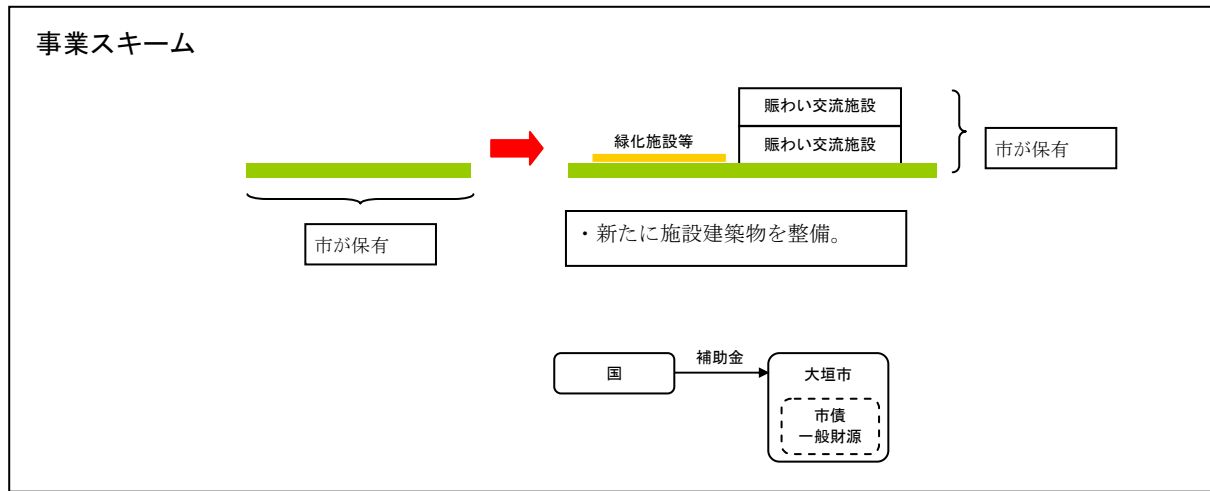 事業スキーム
賑わい交流施設
緑化施設等
賑わい交流施設
市が保有
市が保有
・新たに施設建築物を整備。
国
補助金
大垣市
市債
一般財源